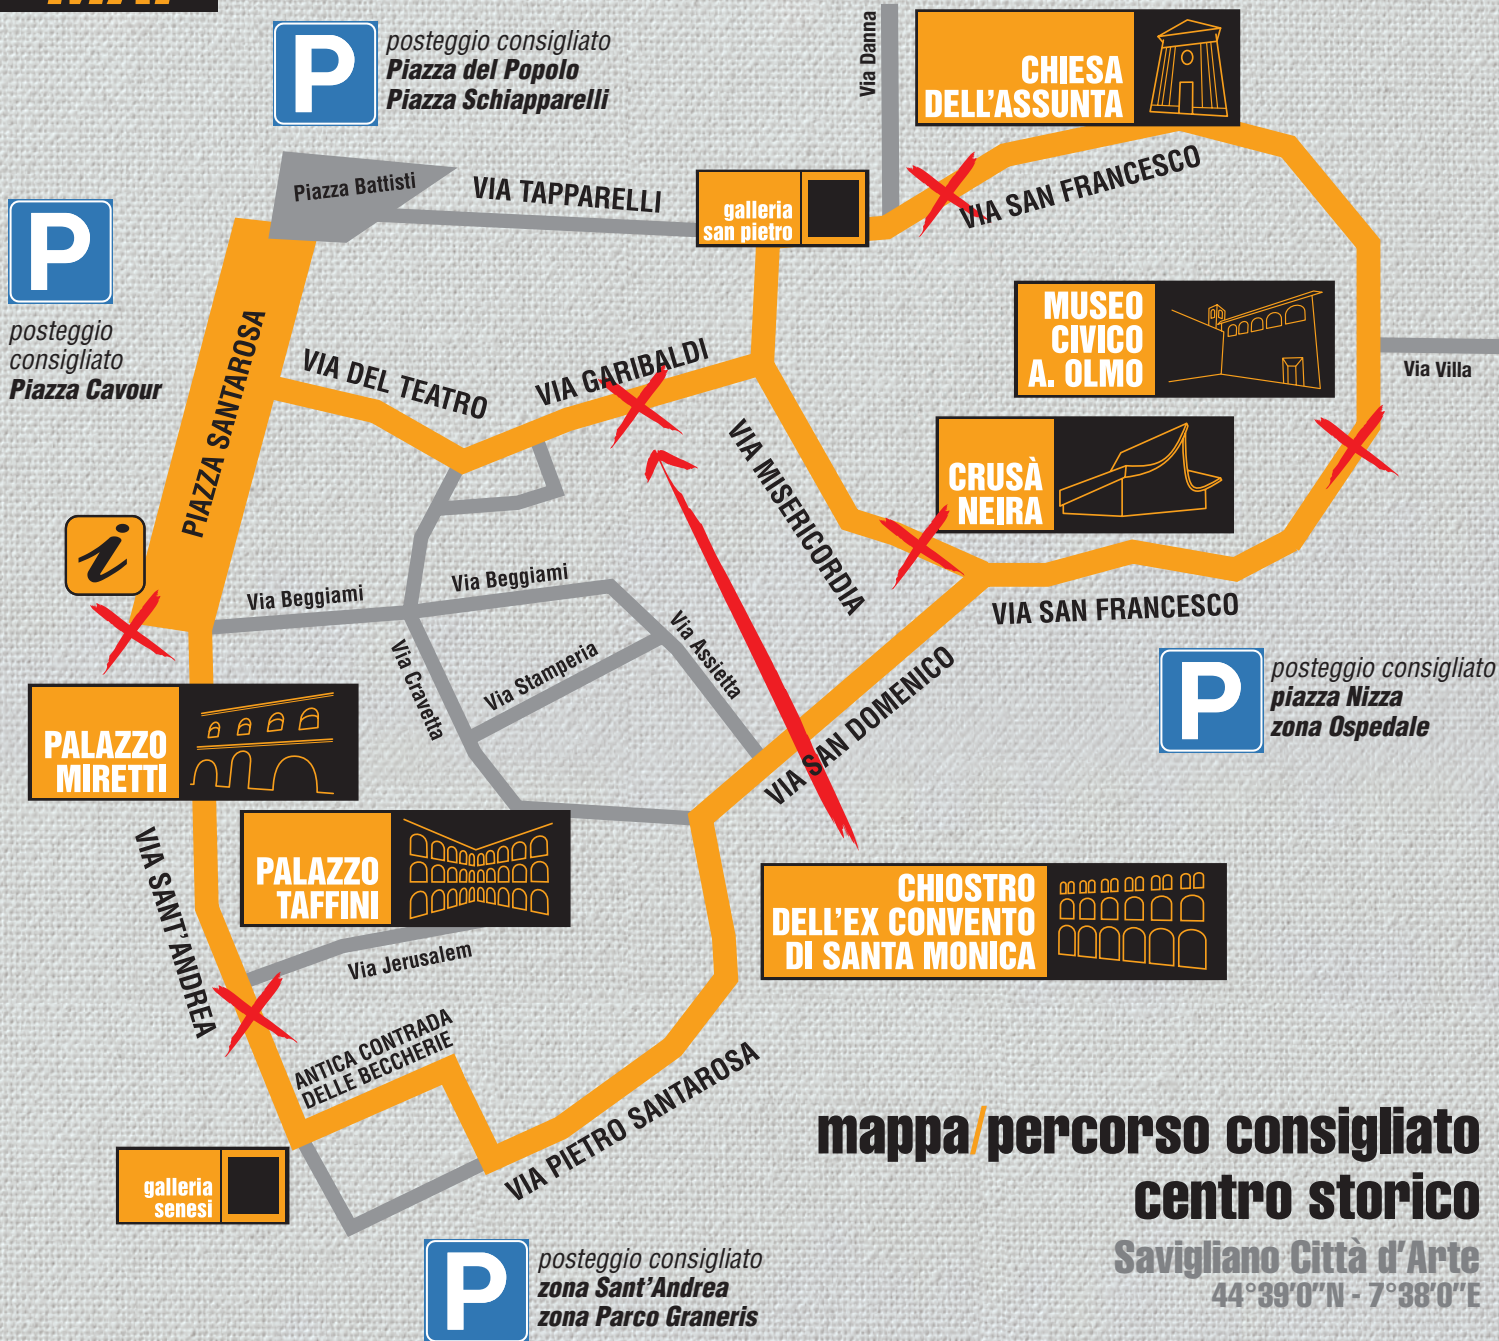 posteggio consigliato
Piazza del Popolo
Piazza Schiapparelli
Via Danna
CHIESA
DELL'ASSUNTA
Piazza Battisti
VIA TAPPARELLI
galleria
san pietro
VIA SAN FRANCESCO
posteggio
consigliato
Piazza Cavour
PIAZZA SANTAROSA
VIA DEL TEATRO
VIA GARIBALDI
MUSEO
CIVICO
A. OLMO
Via Villa
VIA MISERICORDIA
CRUSÀ
NEIRA
i
Via Beggiami
Via Beggiami
Via Assietta
Via Stamperia
Via Cravetta
VIA SAN FRANCESCO
VIA SAN DOMENICO
P
P
P
posteggio consigliato
piazza Nizza
zona Ospedale
PALAZZO
MIRETTI
VIA SANT'ANDREA
PALAZZO
TAFFINI
Via Jerusalem
CHIOSTRO
DELL'EX CONVENTO
DI SANTA MONICA
ANTICA CONTRADA
DELLE BECCHERIE
VIA PIETRO SANTAROSA
galleria
senesi
P
posteggio consigliato
zona Sant'Andrea
zona Parco Graneris
mappa/percorso consigliato
centro storico
Savigliano Città d'Arte
44°39'0"N - 7°38'0"E